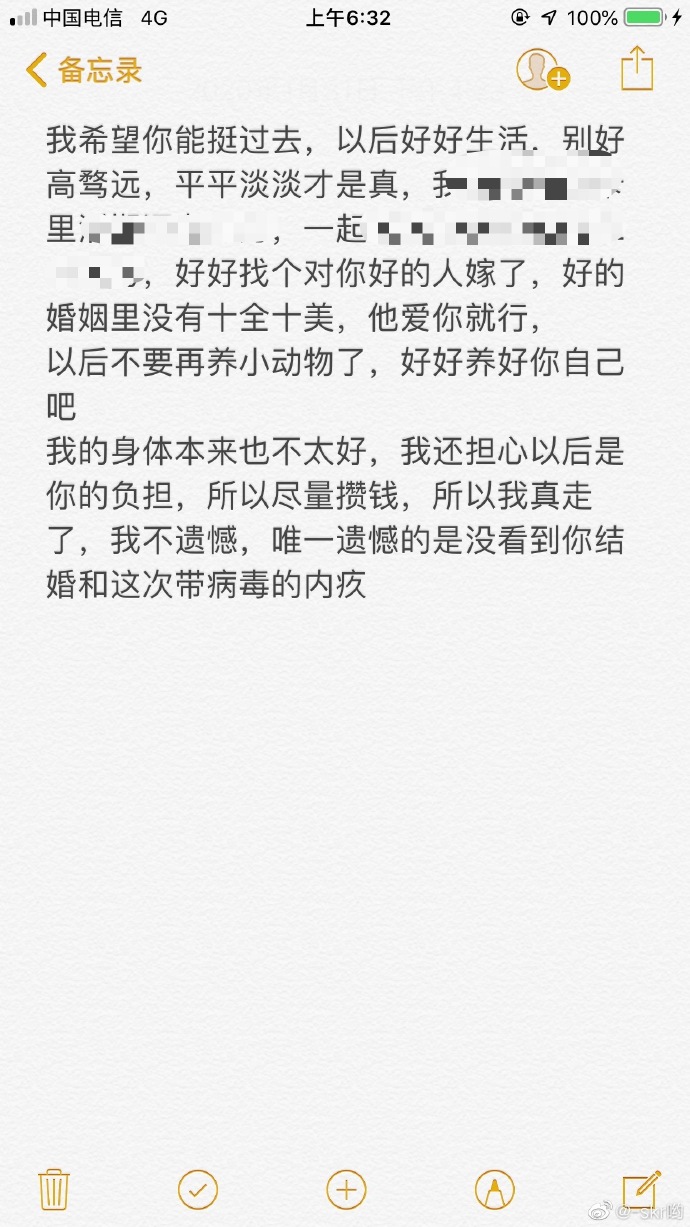 中国电信 4G 上午6:32 100%
备忘录
我希望你能挺过去，以后好好生活，别好
高骛远，平平淡淡才是真，我
里 ，一起
，好好找个对你好的人嫁了，好的
婚姻里没有十全十美，他爱你就行，
以后不要再养小动物了，好好养好你自己
吧
我的身体本来也不太好，我还担心以后是
你的负担，所以尽量攒钱，所以我真走
了，我不遗憾，唯一遗憾的是没看到你结
婚和这次带病毒的内疚
@-skr哟